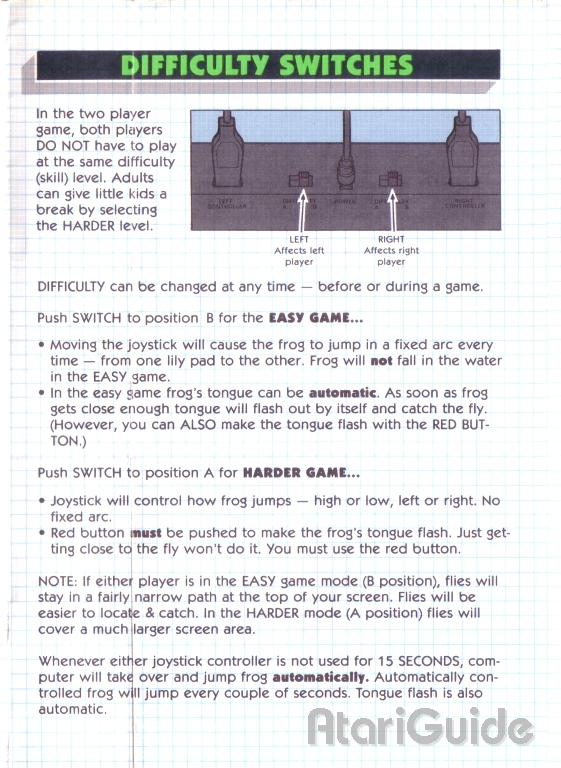 DIFFICULTY SWITCHES
In the two player
game, both players
DO NOT have to play
at the same difficulty
(skill) level. Adults
can give little kids a
break by selecting
the HARDER level.
LEFT
CONTROLLER
DIFFICULTY
A B
POWER
DIFFICULTY
A B
RIGHT
CONTROLLER
LEFT
Affects left
player
RIGHT
Affects right
player
DIFFICULTY can be changed at any time — before or during a game.
Push SWITCH to position B for the EASY GAME...
• Moving the joystick will cause the frog to jump in a fixed arc every
time — from one lily pad to the other. Frog will not fall in the water
in the EASY game.
• In the easy game frog's tongue can be automatic. As soon as frog
gets close enough tongue will flash out by itself and catch the fly.
(However, you can ALSO make the tongue flash with the RED BUT-
TON.)
Push SWITCH to position A for HARDER GAME...
• Joystick will control how frog jumps — high or low, left or right. No
fixed arc.
• Red button must be pushed to make the frog's tongue flash. Just get-
ting close to the fly won't do it. You must use the red button.
NOTE: If either player is in the EASY game mode (B position), flies will
stay in a fairly narrow path at the top of your screen. Flies will be
easier to locate & catch. In the HARDER mode (A position) flies will
cover a much larger screen area.
Whenever either joystick controller is not used for 15 SECONDS, com-
puter will take over and jump frog automatically. Automatically con-
trolled frog will jump every couple of seconds. Tongue flash is also
automatic.
AtariGuide